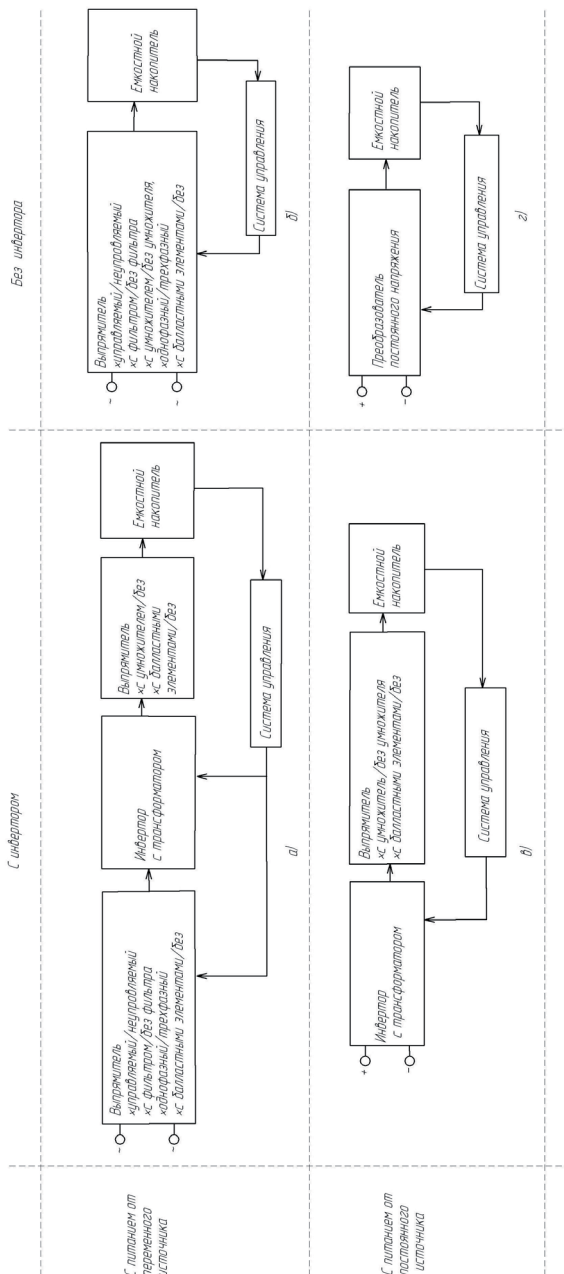 С инвертором
Без инвертора
С питанием от
переменного
источника
~
~
Выпрямитель
×управляемый/неупровляемый
×С фильтром/без фильтра
×однофазный/трехфазный
×С балластными элементами/без
Инвертор
с трансформатором
Выпрямитель
×С умножителем/без
×С балластными
элементами/без
Емкостной
накопитель
Система управления
а)
~
~
Выпрямитель
×управляемый/неупровляемый
×С фильтром/без фильтра
×С умножителем/без умножителя,
×однофазный/трехфазный
×С балластными элементами/без
Емкостной
накопитель
Система управления
б)
С питанием от
постоянного
источника
+
−
Инвертор
с трансформатором
Выпрямитель
×С умножитель/без умножителя
×С балластными элементами/без
Емкостной
накопитель
Система управления
в)
+
−
Преобразователь
постоянного напряжения
Емкостной
накопитель
Система управления
г)